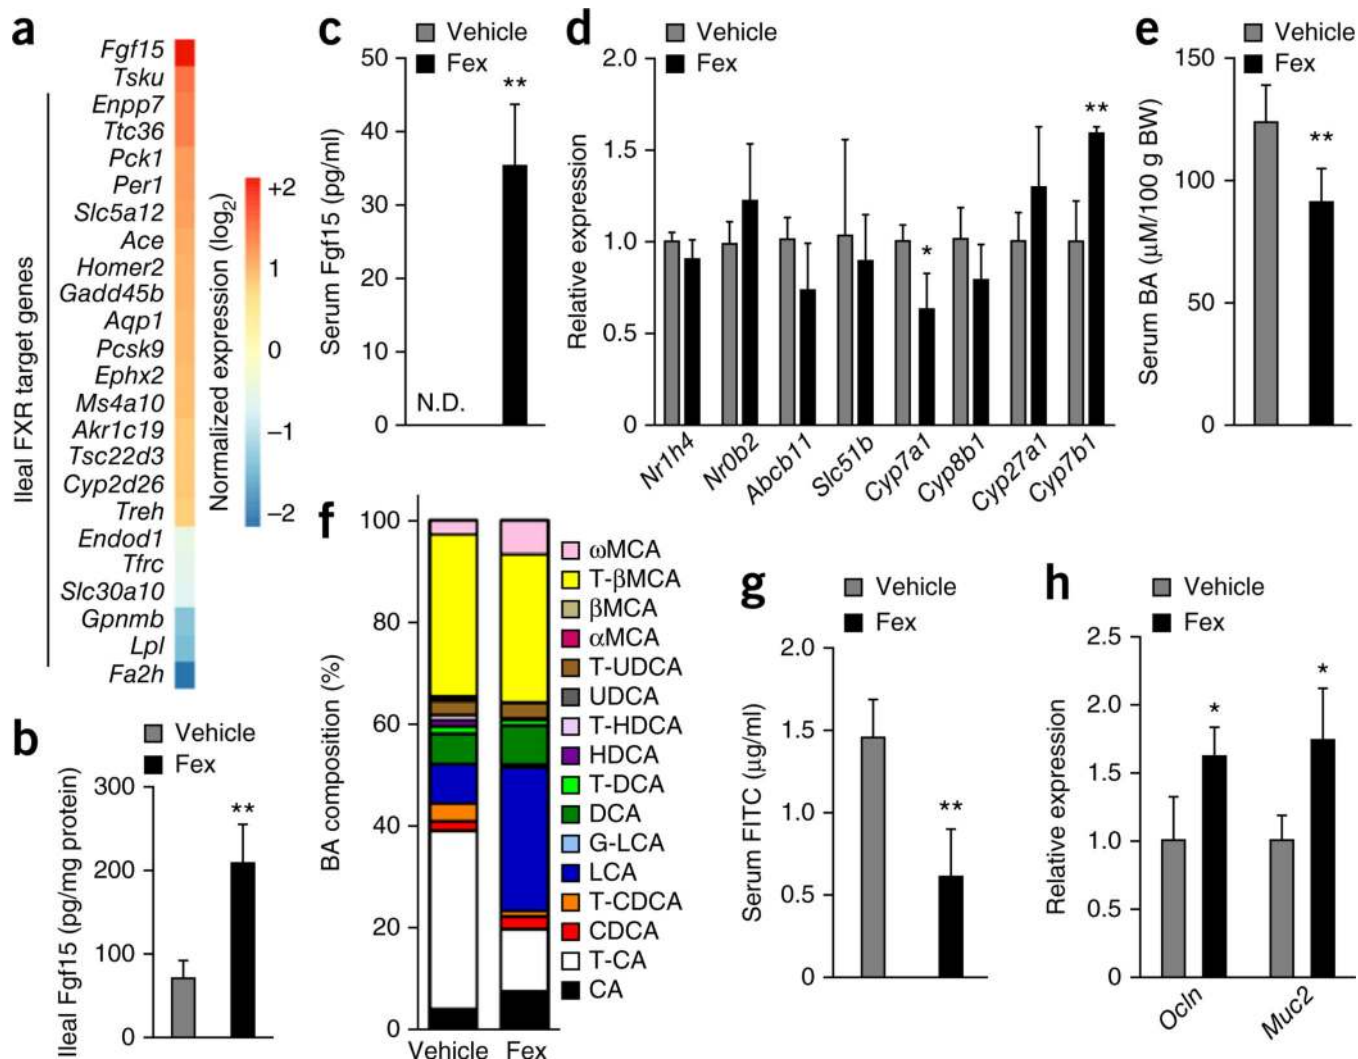 a
Fgf15
Tsku
Enpp7
Ttc36
Pck1
Per1
Slc5a12
Ace
Homer2
Gadd45b
Aqp1
Pcsk9
Ephx2
Ms4a10
Akr1c19
Tsc22d3
Cyp2d26
Treh
Endod1
Tfrc
Slc30a10
Gpnmb
Lpl
Fa2h
Ileal FXR target genes
Normalized expression (log2)
+2
1
0
−1
−2
b
Vehicle
Fex
Ileal Fgf15 (pg/mg protein)
300
200
100
0
**
c
Vehicle
Fex
Serum Fgf15 (pg/ml)
50
40
30
20
10
0
N.D.
**
d
Vehicle
Fex
Relative expression
2.0
1.5
1.0
0.5
0
*
**
Nr1h4
Nr0b2
Abcb11
Slc51b
Cyp7a1
Cyp8b1
Cyp27a1
Cyp7b1
e
Vehicle
Fex
Serum BA (μM/100 g BW)
150
100
50
0
**
f
BA composition (%)
100
80
60
40
20
0
Vehicle
Fex
ωMCA
T-βMCA
βMCA
αMCA
T-UDCA
UDCA
T-HDCA
HDCA
T-DCA
DCA
G-LCA
LCA
T-CDCA
CDCA
T-CA
CA
g
Vehicle
Fex
Serum FITC (μg/ml)
2.0
1.5
1.0
0.5
0
**
h
Vehicle
Fex
Relative expression
2.5
2.0
1.5
1.0
0.5
0
*
*
Ocln
Muc2